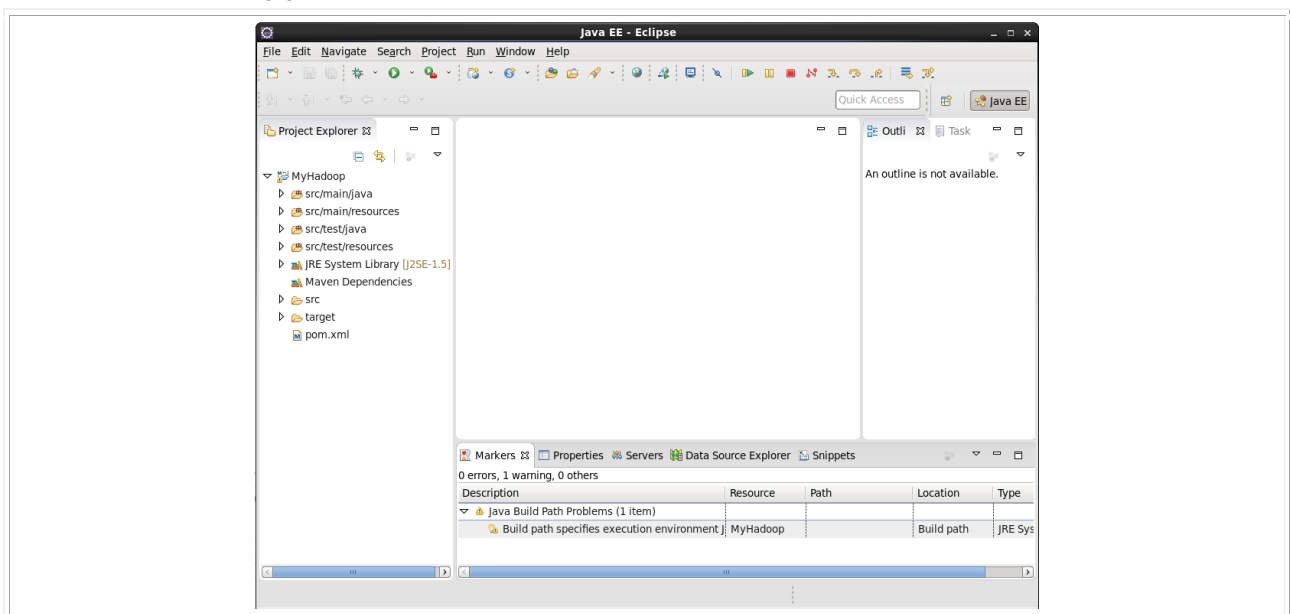 Java EE - Eclipse
File Edit Navigate Search Project Run Window Help
Quick Access
Java EE
Project Explorer
Outli
Task
MyHadoop
An outline is not available.
src/main/java
src/main/resources
src/test/java
src/test/resources
JRE System Library [J2SE-1.5]
Maven Dependencies
src
target
pom.xml
Markers Properties Servers Data Source Explorer Snippets
0 errors, 1 warning, 0 others
Description Resource Path Location Type
Java Build Path Problems (1 item)
Build path specifies execution environment J MyHadoop Build path JRE Sys